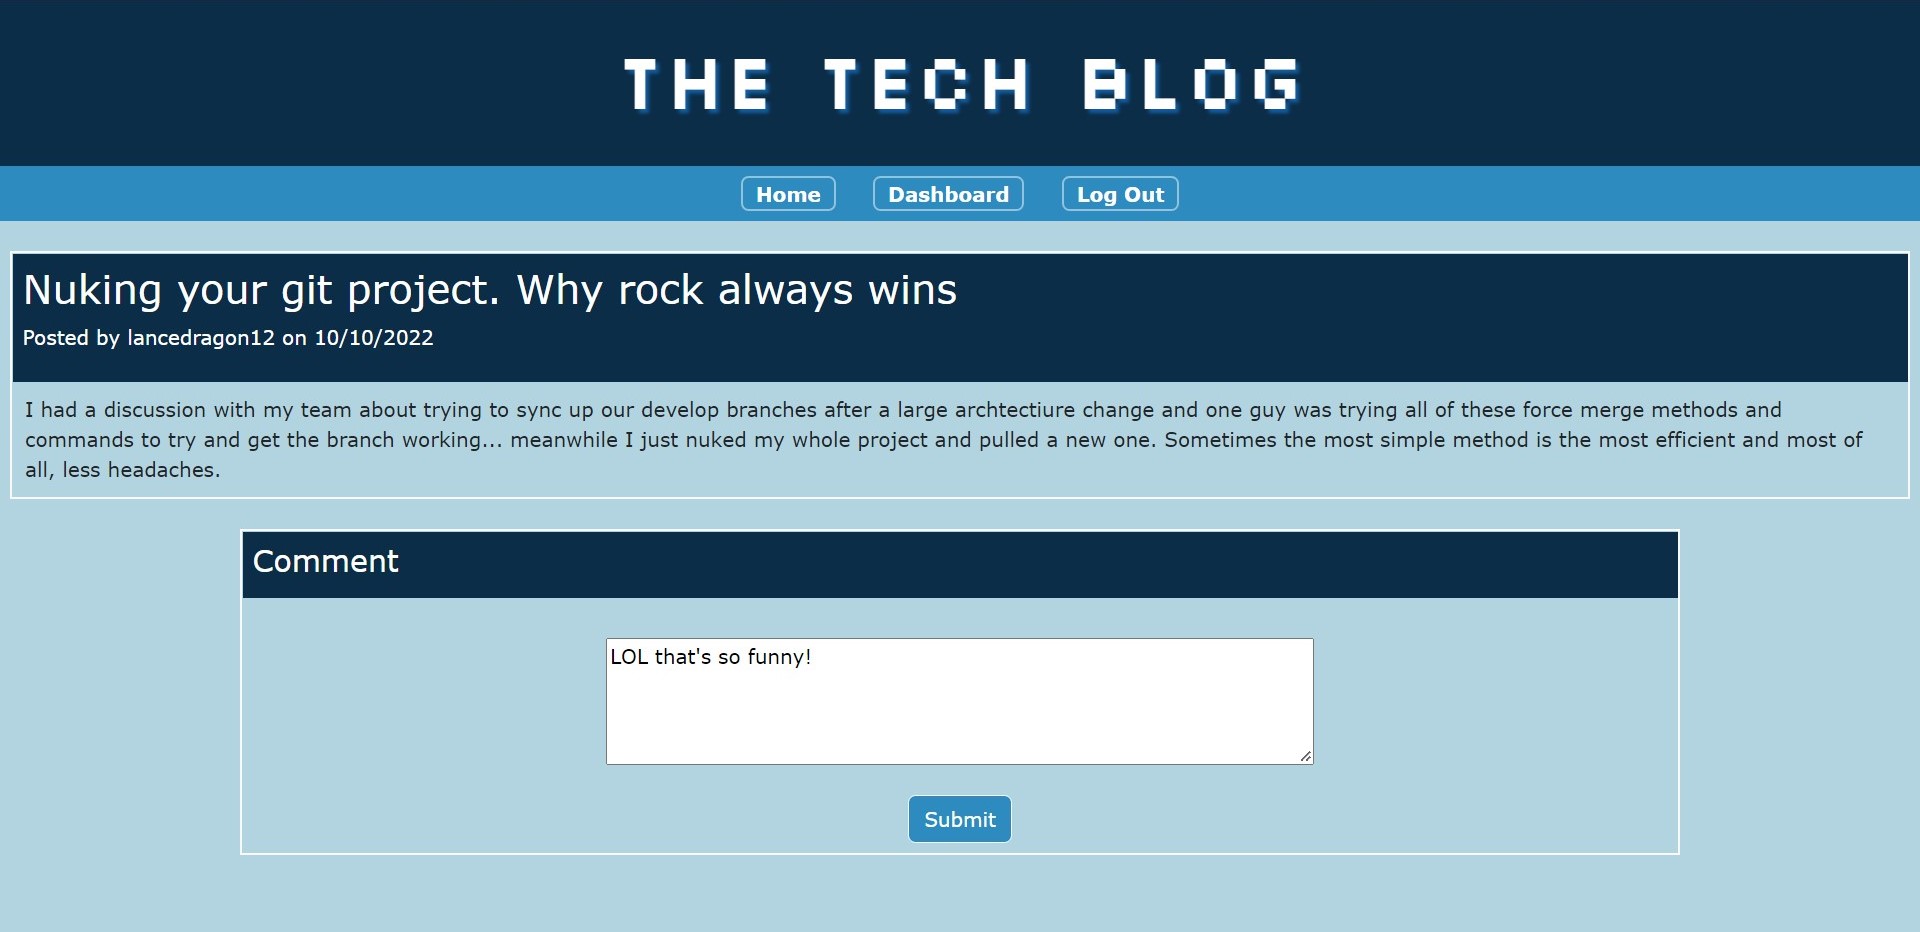 THE TECH BLOG
Home Dashboard Log Out
Nuking your git project. Why rock always wins
Posted by lancedragon12 on 10/10/2022
I had a discussion with my team about trying to sync up our develop branches after a large archtectiure change and one guy was trying all of these force merge methods and
commands to try and get the branch working... meanwhile I just nuked my whole project and pulled a new one. Sometimes the most simple method is the most efficient and most of
all, less headaches.
Comment
LOL that's so funny!
Submit